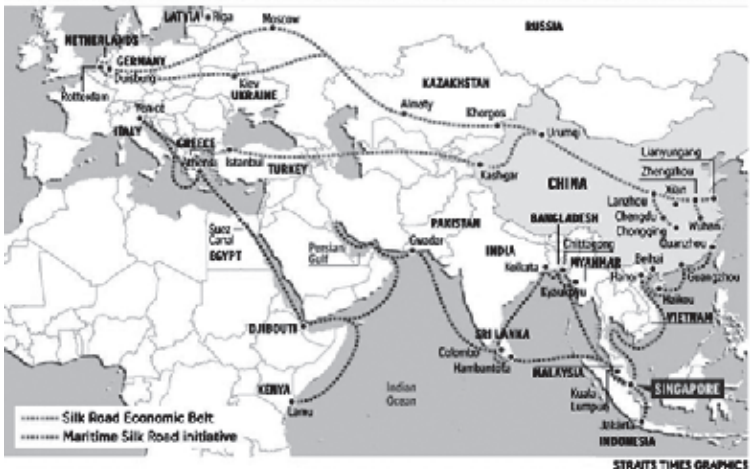 LATVIA
Riga
Moscow
RUSSIA
NETHERLANDS
GERMANY
Duisburg
Rotterdam
Kiev
UKRAINE
KAZAKHSTAN
Almaty
Khorgos
Urumqi
Venice
ITALY
GREECE
Athens
Istanbul
TURKEY
Kashgar
CHINA
Lianyungang
Zhengzhou
Xian
Lanzhou
Chengdu
Chongqing
Wuhan
Quanzhou
Guangzhou
Beihai
Hanoi
Haikou
VIETNAM
Suez
Canal
EGYPT
Persian
Gulf
PAKISTAN
Gwadar
INDIA
BANGLADESH
Chittagong
MYANMAR
Kolkata
Kyaukphu
DJIBOUTI
SRI LANKA
Colombo
Hambantota
MALAYSIA
Kuala
Lumpur
SINGAPORE
Jakarta
INDONESIA
KENYA
Lamu
Indian
Ocean
Silk Road Economic Belt
Maritime Silk Road initiative
STRAITS TIMES GRAPHICS